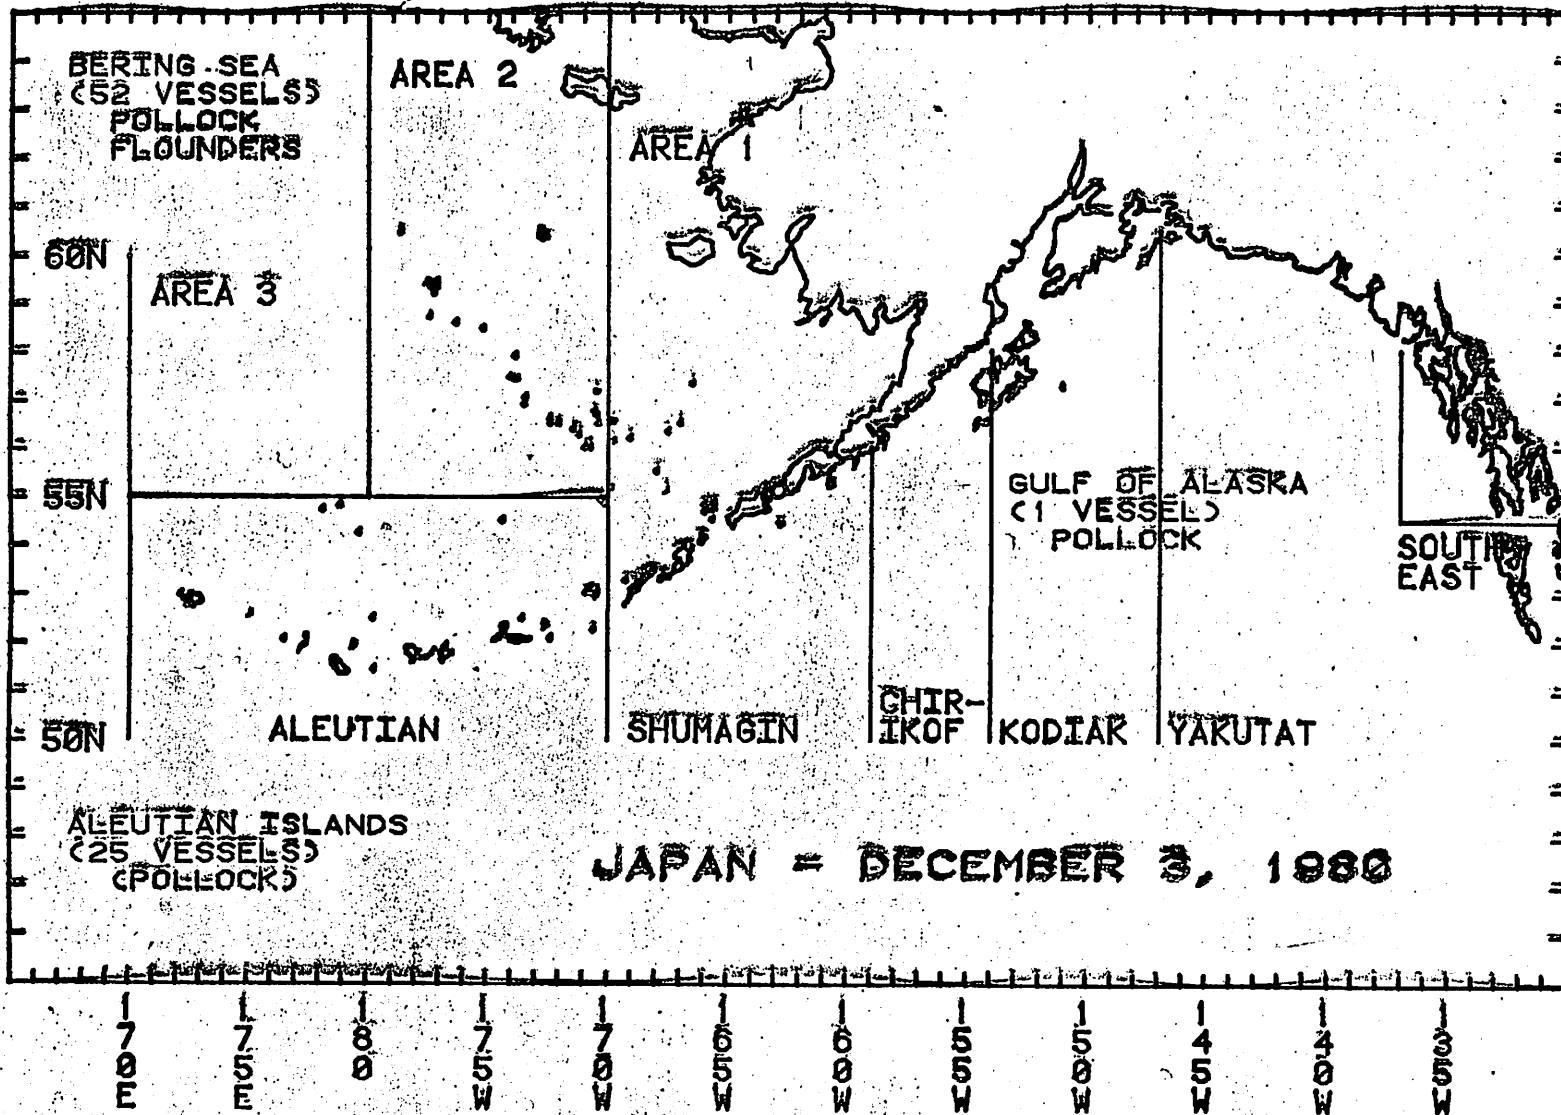 BERING SEA
(52 VESSELS)
POLLOCK
FLOUNDERS
AREA 2
AREA 1
60N
AREA 3
55N
GULF OF ALASKA
(1 VESSEL)
POLLOCK
SOUTH
EAST
50N
ALEUTIAN
SHUMAGIN
CHIR-
IKOF
KODIAK
YAKUTAT
ALEUTIAN ISLANDS
(25 VESSELS)
(POLLOCK)
JAPAN = DECEMBER 3, 1980
170E
175E
180
175W
170W
165W
160W
155W
150W
145W
140W
135W